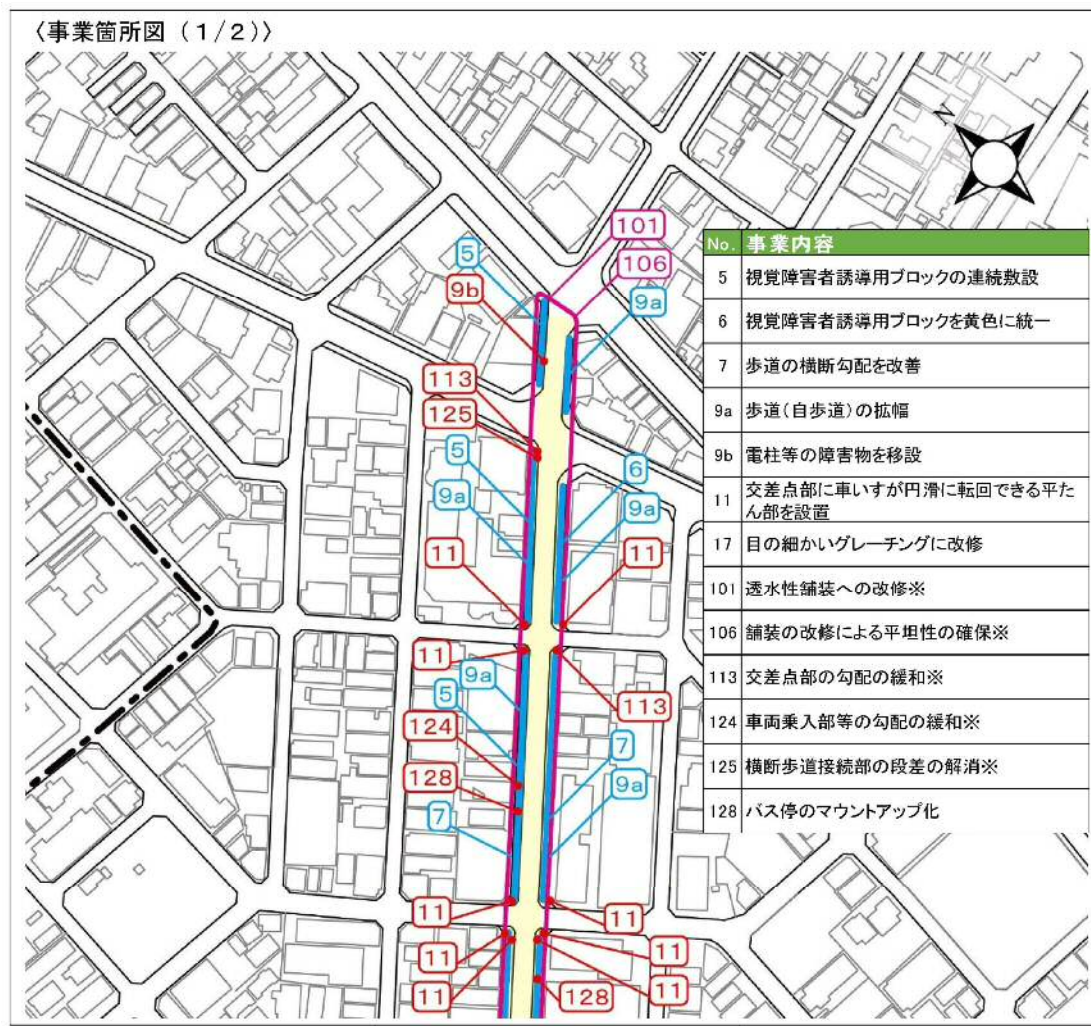 〈事業箇所図（1/2）〉
N
101
5
106
9b
9a
113
125
5
6
9a
9a
11
11
11
9a
113
5
124
7
128
9a
7
11
11
11
11
11
11
128
No. 事業内容
5 視覚障害者誘導用ブロックの連続敷設
6 視覚障害者誘導用ブロックを黄色に統一
7 歩道の横断勾配を改善
9a 歩道(自歩道)の拡幅
9b 電柱等の障害物を移設
11 交差点部に車いすが円滑に転回できる平た
ん部を設置
17 目の細かいグレーチングに改修
101 透水性舗装への改修※
106 舗装の改修による平坦性の確保※
113 交差点部の勾配の緩和※
124 車両乗入部等の勾配の緩和※
125 横断歩道接続部の段差の解消※
128 バス停のマウントアップ化